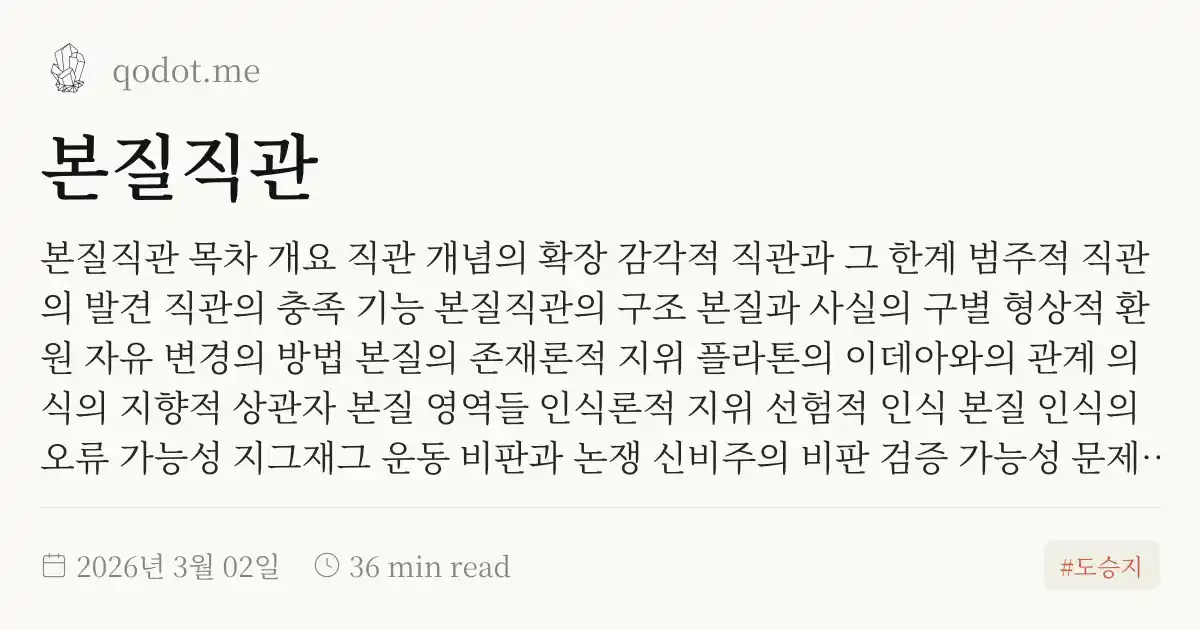 qodot.me
본질직관
본질직관 목차 개요 직관 개념의 확장 감각적 직관과 그 한계 범주적 직관
의 발견 직관의 충족 기능 본질직관의 구조 본질과 사실의 구별 형상적 환
원 자유 변경의 방법 본질의 존재론적 지위 플라톤의 이데아와의 관계 의
식의 지향적 상관자 본질 영역들 인식론적 지위 선험적 인식 본질 인식의
오류 가능성 지그재그 운동 비판과 논쟁 신비주의 비판 검증 가능성 문제··
2026년 3월 02일 36 min read #도승지